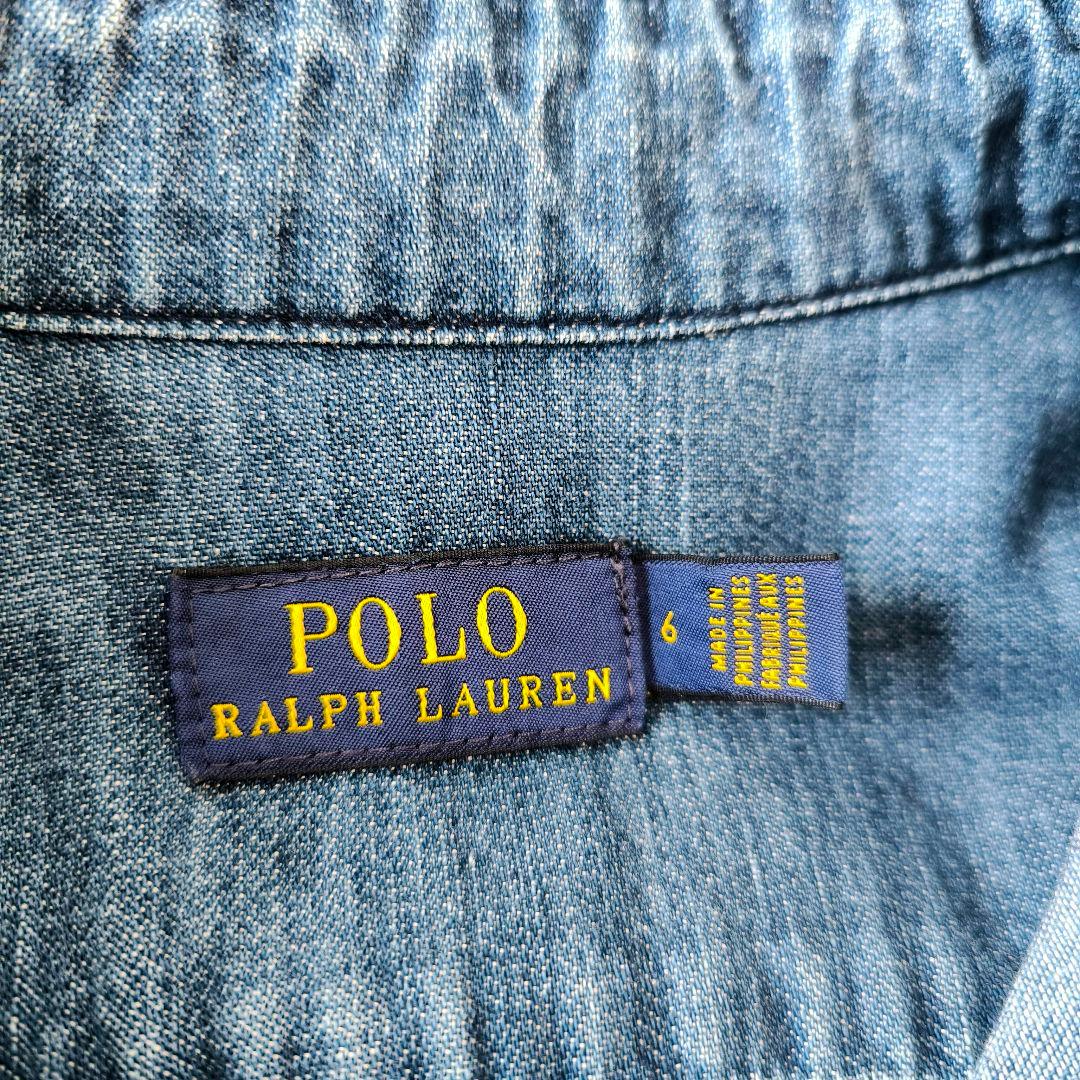 POLO
RALPH LAUREN
6
MADE IN
PHILIPPINES
FABRIQUÉ AUX
PHILIPPINES